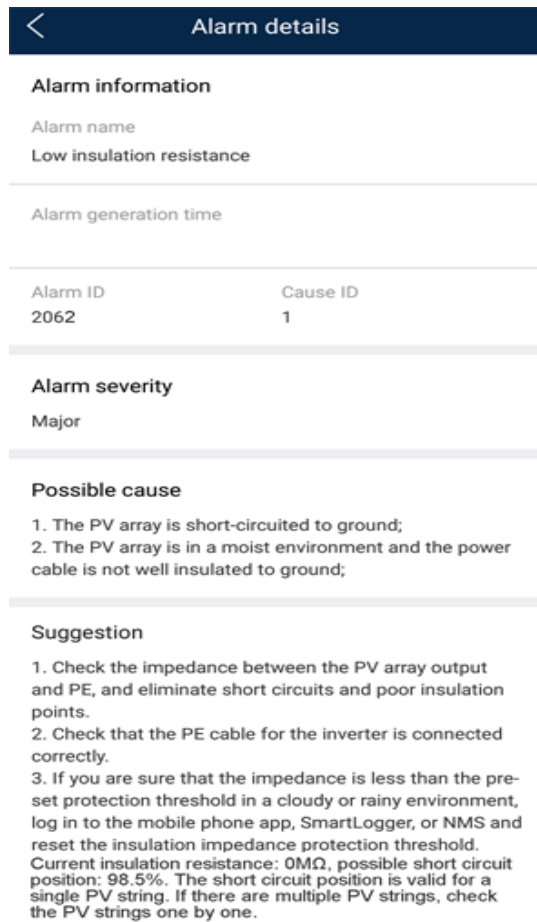 Alarm details
Alarm information
Alarm name
Low insulation resistance
Alarm generation time
Alarm ID
Cause ID
2062
1
Alarm severity
Major
Possible cause
1. The PV array is short-circuited to ground;
2. The PV array is in a moist environment and the power
cable is not well insulated to ground;
Suggestion
1. Check the impedance between the PV array output
and PE, and eliminate short circuits and poor insulation
points.
2. Check that the PE cable for the inverter is connected
correctly.
3. If you are sure that the impedance is less than the pre-
set protection threshold in a cloudy or rainy environment,
log in to the mobile phone app, SmartLogger, or NMS and
reset the insulation impedance protection threshold.
Current insulation resistance: 0MΩ, possible short circuit
position: 98.5%. The short circuit position is valid for a
single PV string. If there are multiple PV strings, check
the PV strings one by one.